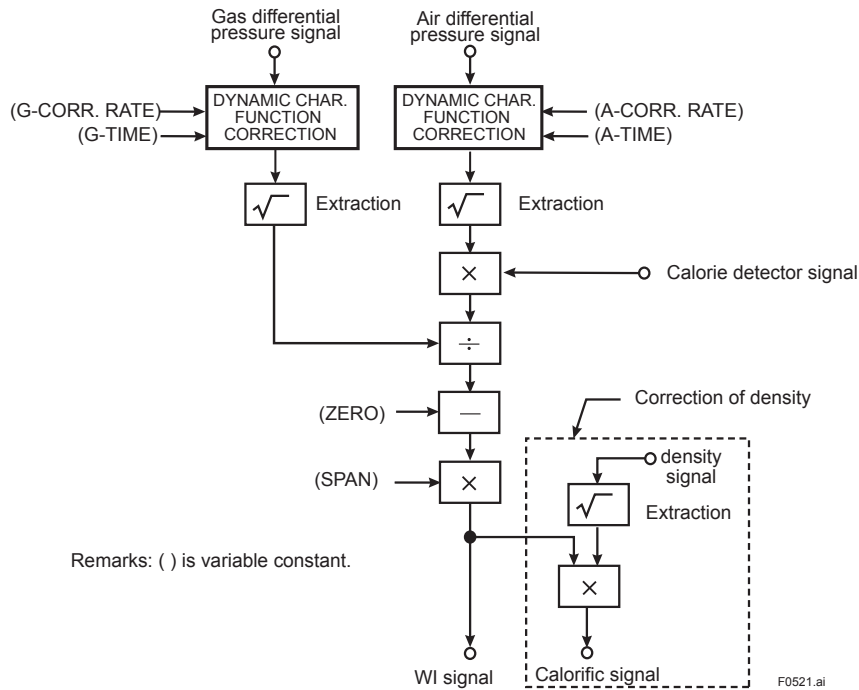 Gas differential
pressure signal
Air differential
pressure signal
(G-CORR. RATE)
(G-TIME)
DYNAMIC CHAR.
FUNCTION
CORRECTION
DYNAMIC CHAR.
FUNCTION
CORRECTION
(A-CORR. RATE)
(A-TIME)
√
Extraction
√
Extraction
×
Calorie detector signal
÷
(ZERO)
—
Correction of density
(SPAN)
×
density
signal
√
Extraction
Remarks: ( ) is variable constant.
×
WI signal
Calorific signal
F0521.ai